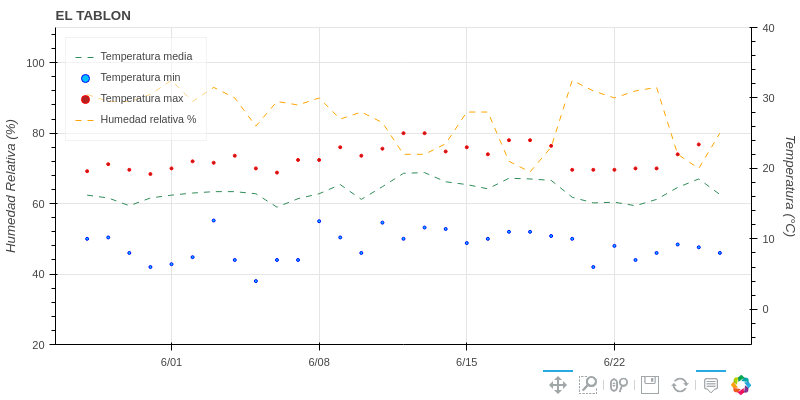 EL TABLON
Temperatura media
Temperatura min
Temperatura max
Humedad relativa %
Humedad Relativa (%)
100
80
60
40
20
Temperatura (°C)
40
30
20
10
0
6/01
6/08
6/15
6/22